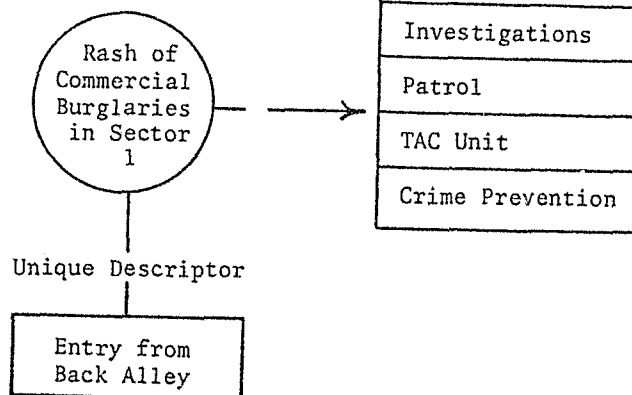 Rash of
Commercial
Burglaries
in Sector
1
Investigations
Patrol
TAC Unit
Crime Prevention
Unique Descriptor
Entry from
Back Alley